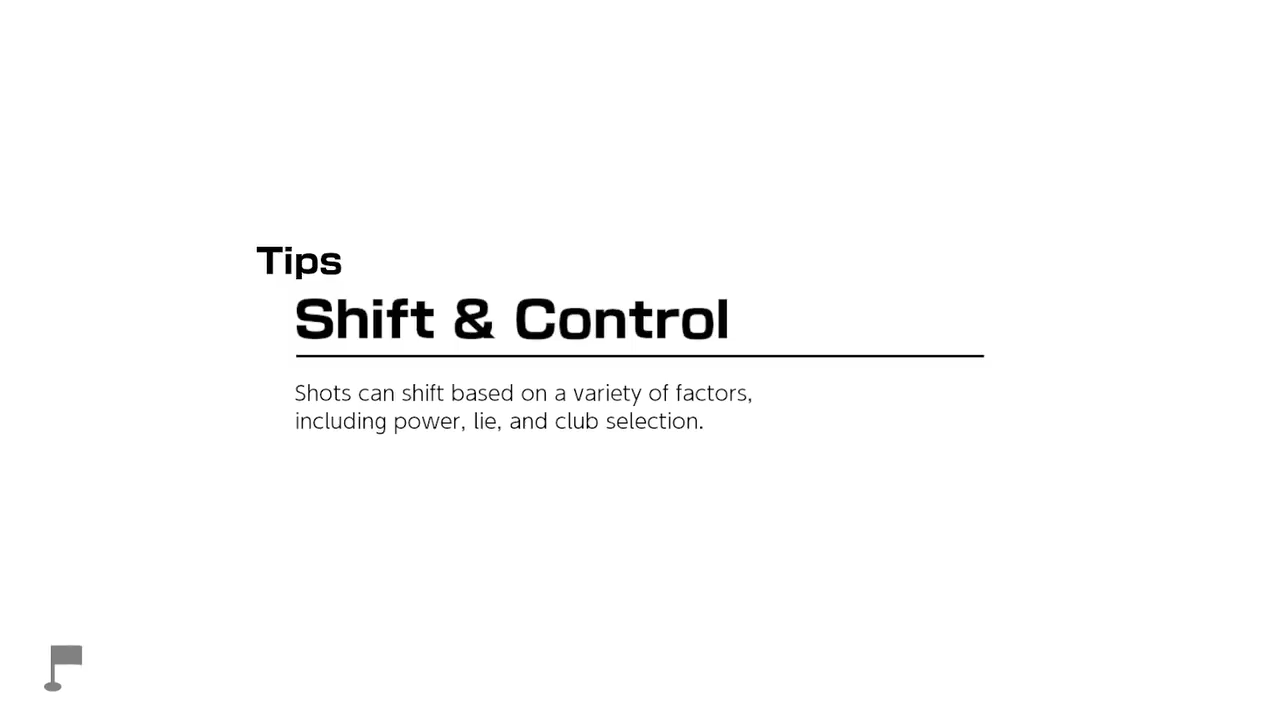 Tips
Shift & Control
Shots can shift based on a variety of factors,
including power, lie, and club selection.